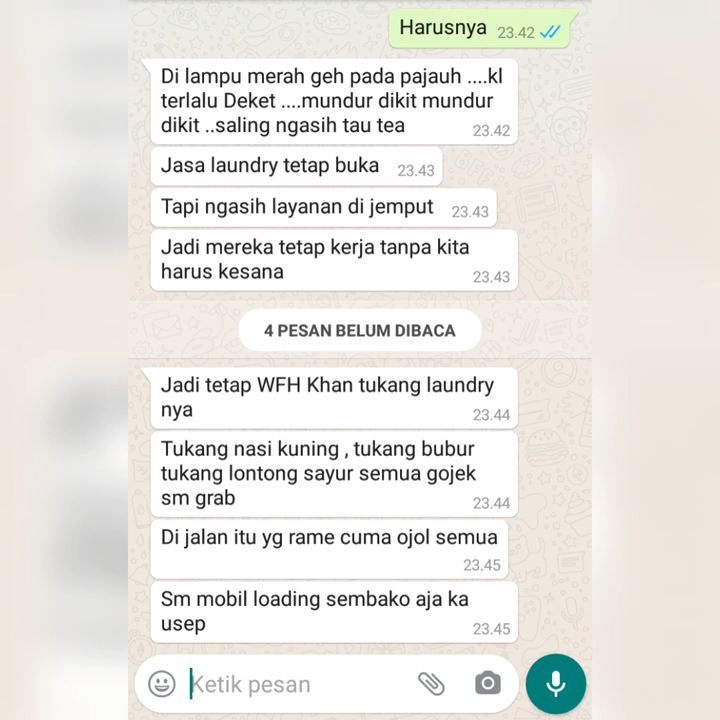 Harusnya 23.42
Di lampu merah geh pada pajauh ....kl
terlalu Deket ....mundur dikit mundur
dikit ..saling ngasih tau tea 23.42
Jasa laundry tetap buka 23.43
Tapi ngasih layanan di jemput 23.43
Jadi mereka tetap kerja tanpa kita
harus kesana 23.43
4 PESAN BELUM DIBACA
Jadi tetap WFH Khan tukang laundry
nya 23.44
Tukang nasi kuning , tukang bubur
tukang lontong sayur semua gojek
sm grab 23.44
Di jalan itu yg rame cuma ojol semua
23.45
Sm mobil loading sembako aja ka
usep 23.45
Ketik pesan